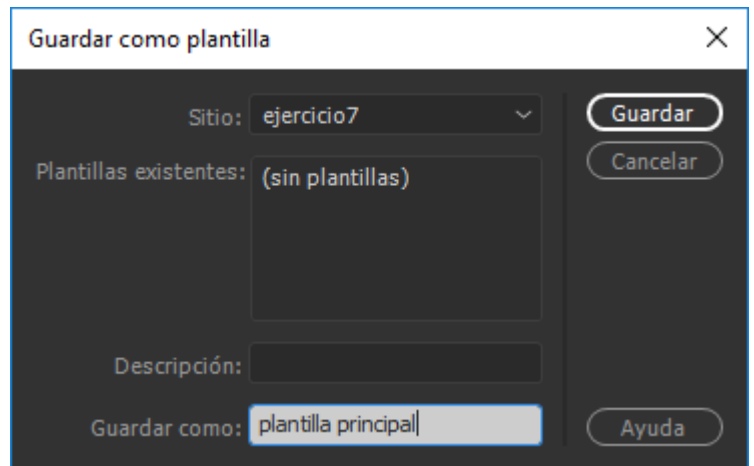 Guardar como plantilla
Sitio: ejercicio7
Guardar
Plantillas existentes: (sin plantillas)
Cancelar
Descripción:
Guardar como: plantilla principal
Ayuda